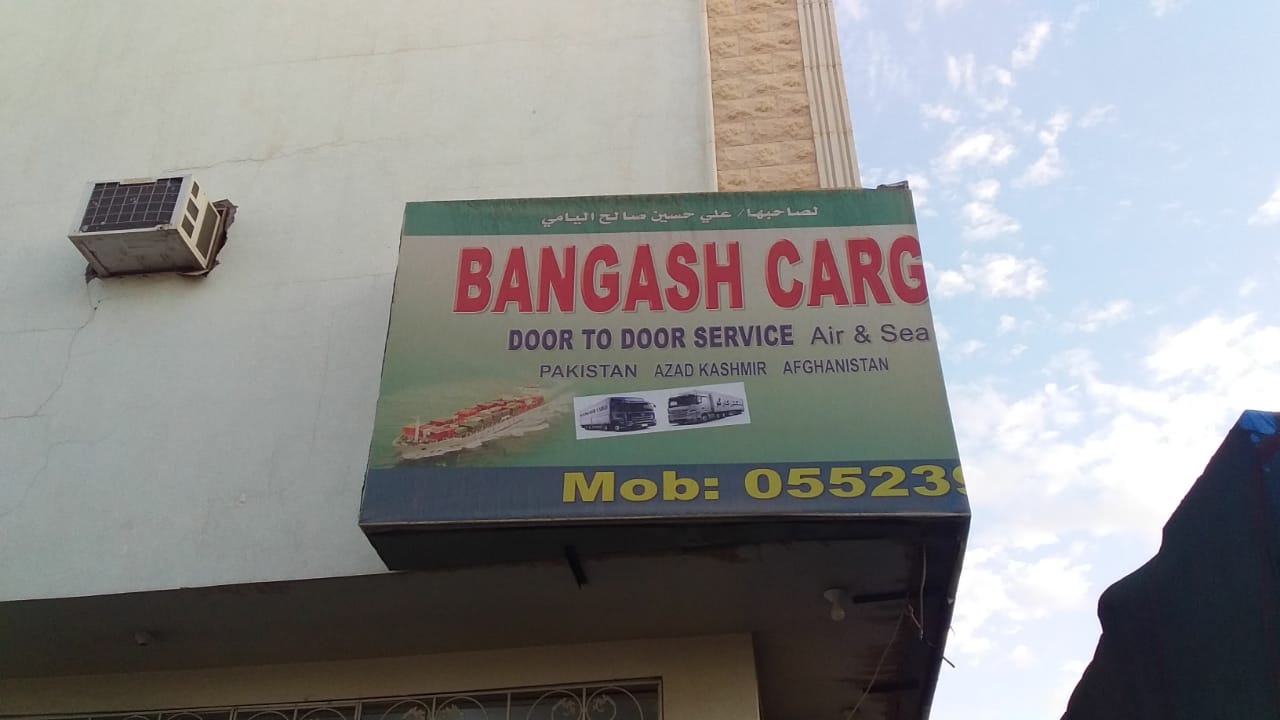 لصاحبها/ علي حسين صالح اليامي
BANGASH CARG
DOOR TO DOOR SERVICE Air & Sea
PAKISTAN AZAD KASHMIR AFGHANISTAN
Mob: 055239